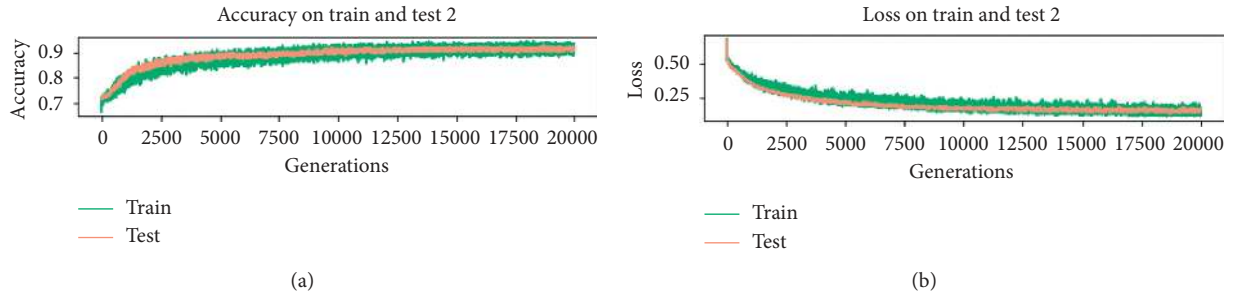 Accuracy on train and test 2
Accuracy
0.9
0.8
0.7
0 2500 5000 7500 10000 12500 15000 17500 20000
Generations
Train
Test
(a)
Loss on train and test 2
Loss
0.50
0.25
0 2500 5000 7500 10000 12500 15000 17500 20000
Generations
Train
Test
(b)